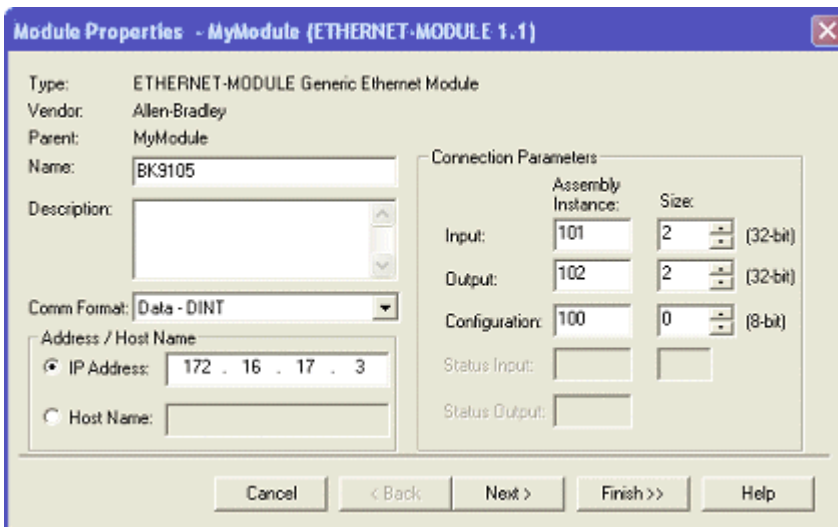 Module Properties - MyModule (ETHERNET-MODULE 1.1)
Type: ETHERNET-MODULE Generic Ethernet Module
Vendor: Allen-Bradley
Parent: MyModule
Name: BK9105
Description:
Comm Format: Data - DINT
Address / Host Name
IP Address: 172 . 16 . 17 . 3
Host Name:
Connection Parameters
Assembly Instance: Size:
Input: 101 2 (32-bit)
Output: 102 2 (32-bit)
Configuration: 100 0 (8-bit)
Status Input:
Status Output:
Cancel < Back Next > Finish >> Help